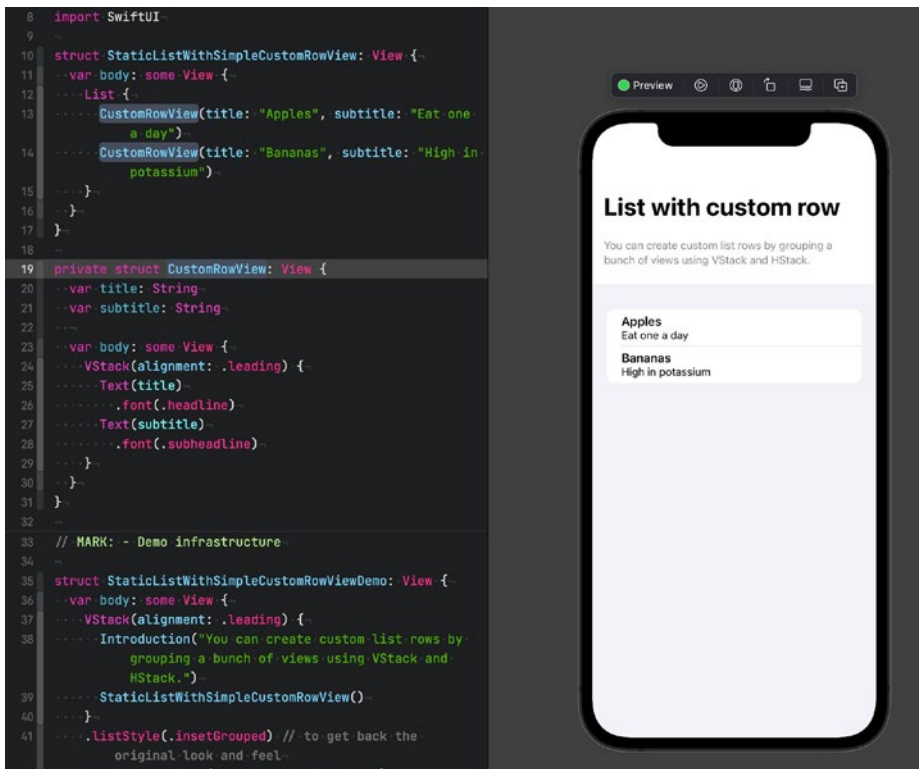 8 import SwiftUI
9
10 struct StaticListWithSimpleCustomRowView: View {
11 var body: some View {
12 List {
13 CustomRowView(title: "Apples", subtitle: "Eat one
a day")
14 CustomRowView(title: "Bananas", subtitle: "High in
potassium")
15 }
16 }
17 }
18
19 private struct CustomRowView: View {
20 var title: String
21 var subtitle: String
22
23 var body: some View {
24 VStack(alignment: .leading) {
25 Text(title)
26 .font(.headline)
27 Text(subtitle)
28 .font(.subheadline)
29 }
30 }
31 }
32
33 // MARK: - Demo infrastructure
34
35 struct StaticListWithSimpleCustomRowViewDemo: View {
36 var body: some View {
37 VStack(alignment: .leading) {
38 Introduction("You can create custom list rows by
grouping a bunch of views using VStack and
HStack.")
39 StaticListWithSimpleCustomRowView()
40 }
41 .listStyle(.insetGrouped) // to get back the
original look and feel
Preview
List with custom row
You can create custom list rows by grouping a
bunch of views using VStack and HStack.
Apples
Eat one a day
Bananas
High in potassium